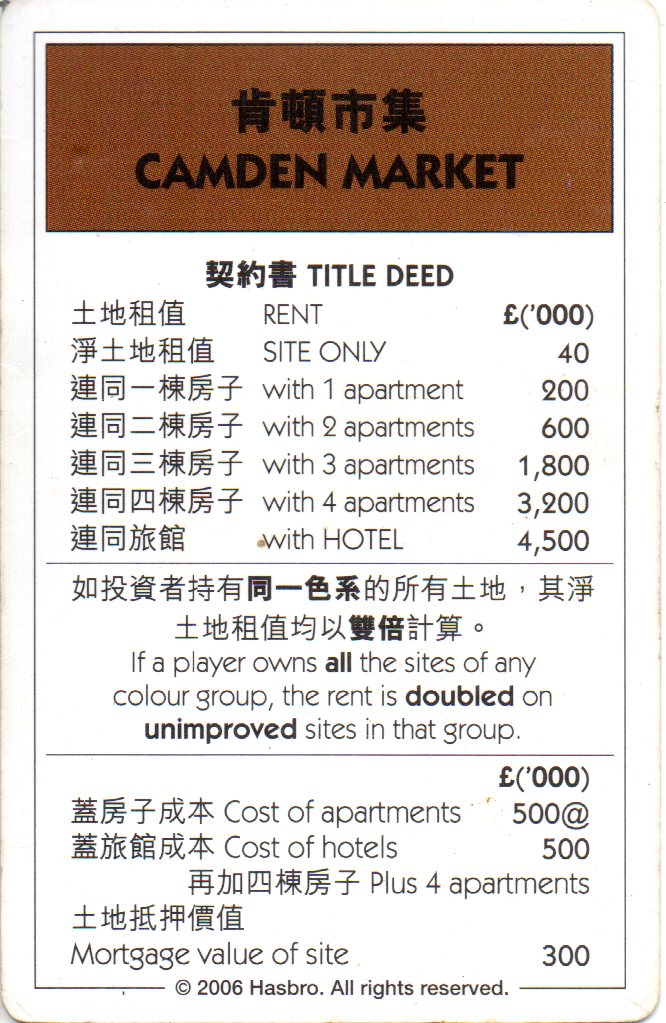 肯頓市集
CAMDEN MARKET
契約書 TITLE DEED
土地租值 RENT £('000)
淨土地租值 SITE ONLY 40
連同一棟房子 with 1 apartment 200
連同二棟房子 with 2 apartments 600
連同三棟房子 with 3 apartments 1,800
連同四棟房子 with 4 apartments 3,200
連同旅館 with HOTEL 4,500
如投資者持有同一色系的所有土地，其淨
土地租值均以雙倍計算。
If a player owns all the sites of any
colour group, the rent is doubled on
unimproved sites in that group.
£('000)
蓋房子成本 Cost of apartments 500@
蓋旅館成本 Cost of hotels 500
再加四棟房子 Plus 4 apartments
土地抵押價值
Mortgage value of site 300
© 2006 Hasbro. All rights reserved.